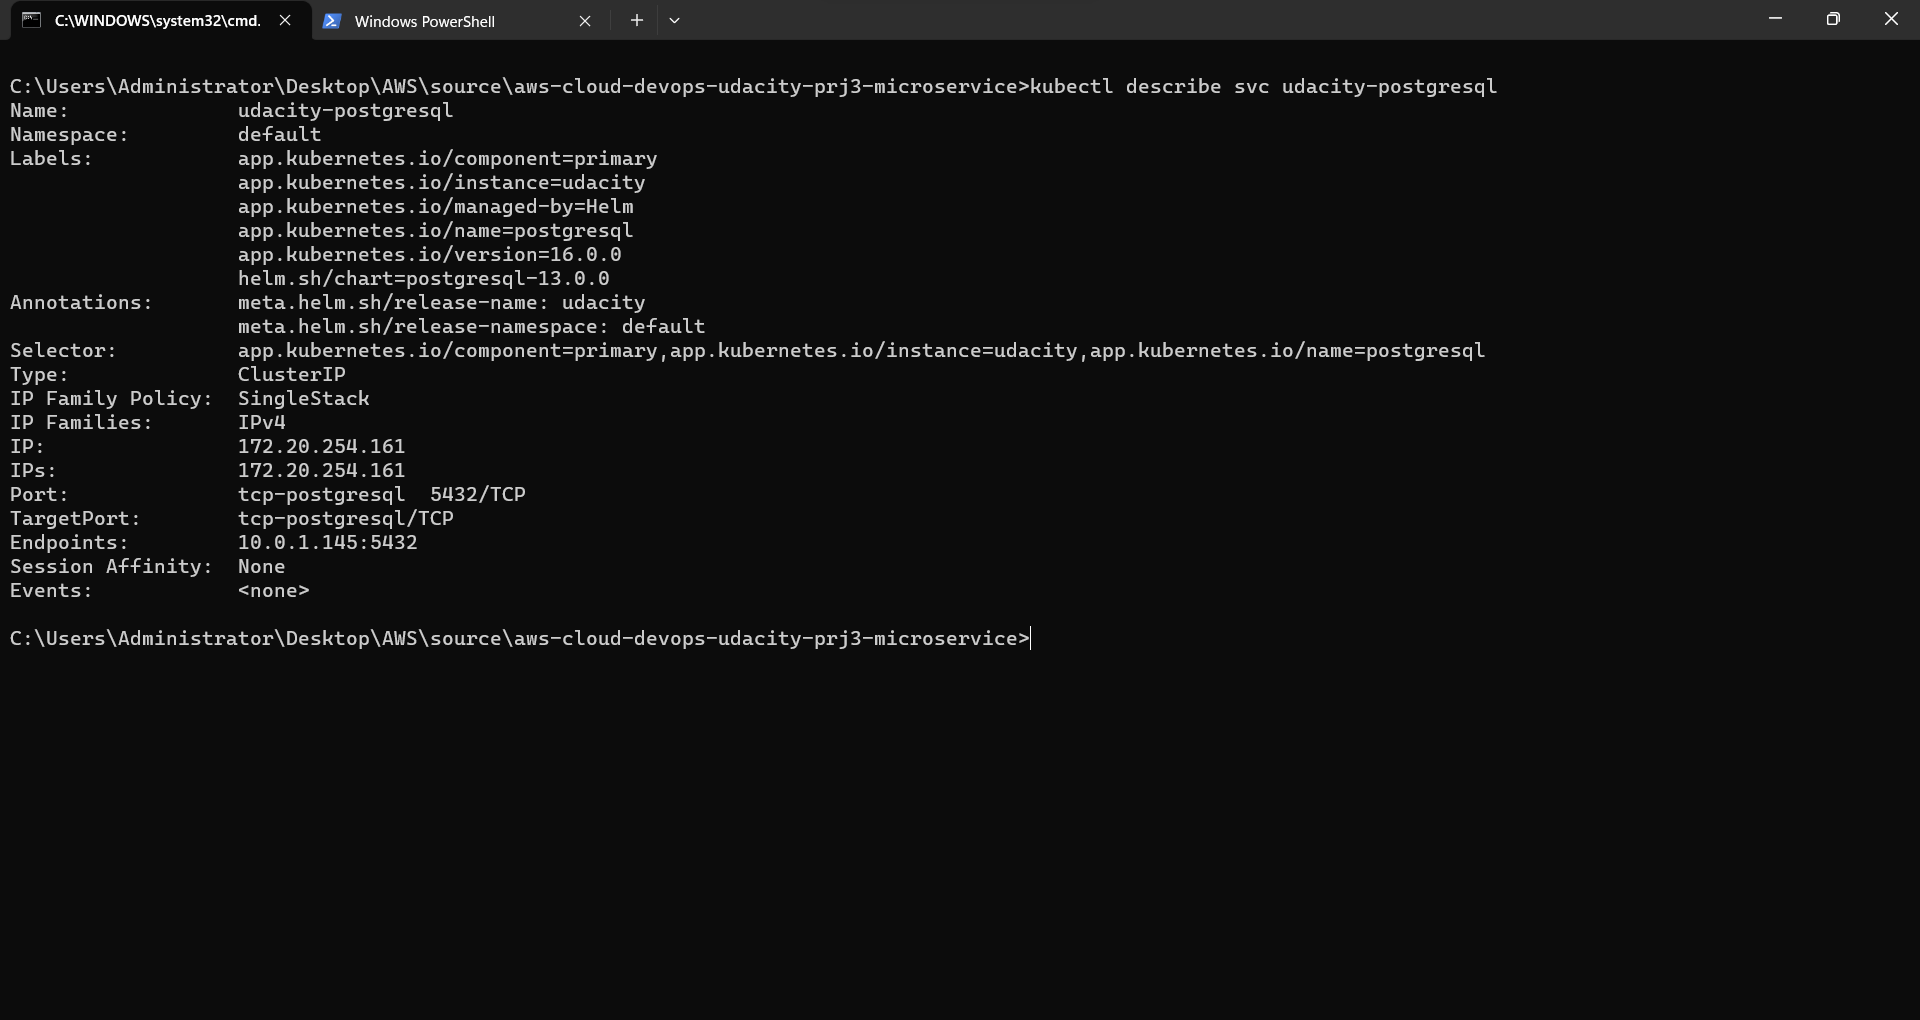 C:\WINDOWS\system32\cmd.
Windows PowerShell
C:\Users\Administrator\Desktop\AWS\source\aws-cloud-devops-udacity-prj3-microservice>kubectl describe svc udacity-postgresql
Name: udacity-postgresql
Namespace: default
Labels: app.kubernetes.io/component=primary
app.kubernetes.io/instance=udacity
app.kubernetes.io/managed-by=Helm
app.kubernetes.io/name=postgresql
app.kubernetes.io/version=16.0.0
helm.sh/chart=postgresql-13.0.0
Annotations: meta.helm.sh/release-name: udacity
meta.helm.sh/release-namespace: default
Selector: app.kubernetes.io/component=primary,app.kubernetes.io/instance=udacity,app.kubernetes.io/name=postgresql
Type: ClusterIP
IP Family Policy: SingleStack
IP Families: IPv4
IP: 172.20.254.161
IPs: 172.20.254.161
Port: tcp-postgresql 5432/TCP
TargetPort: tcp-postgresql/TCP
Endpoints: 10.0.1.145:5432
Session Affinity: None
Events: <none>
C:\Users\Administrator\Desktop\AWS\source\aws-cloud-devops-udacity-prj3-microservice>